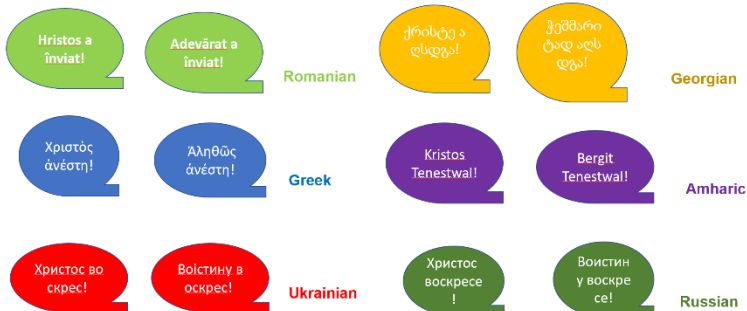 Hristos a
înviat!
Adevărat a
înviat!
Romanian
ქრისტე ა
ღსდგა!
ჭეშმარი
ტად აღს
დგა!
Georgian
Χριστὸς
ἀνέστη!
Ἀληθῶς
ἀνέστη!
Greek
Kristos
Tenestwal!
Bergit
Tenestwal!
Amharic
Христос во
скрес!
Воістину в
оскрес!
Ukrainian
Христос
воскресе
!
Воистин
у воскре
се!
Russian